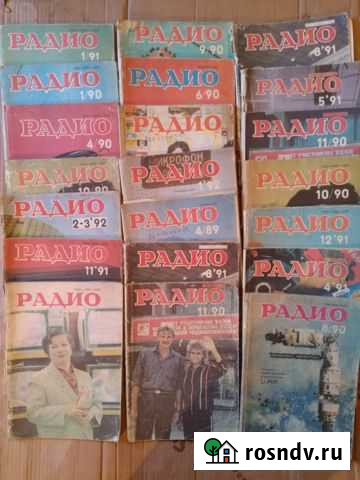 РАДИО
1/91
РАДИО
1/90
РАДИО
4/90
10/90
РАДИО
2-3'92
РАДИО
11'91
РАДИО
РАДИО
9/90
РАДИО
6/90
РАДИО
МИКРОФОН
РАДИО
1/92
РАДИО
4/89
РАДИО
8'91
РАДИО
11/90
РАДИО
8'91
РАДИО
5'91
РАДИО
11/90
РАДИО
10/90
РАДИО
12'91
РАДИО
4'91
РАДИО
8/90
rosndv.ru